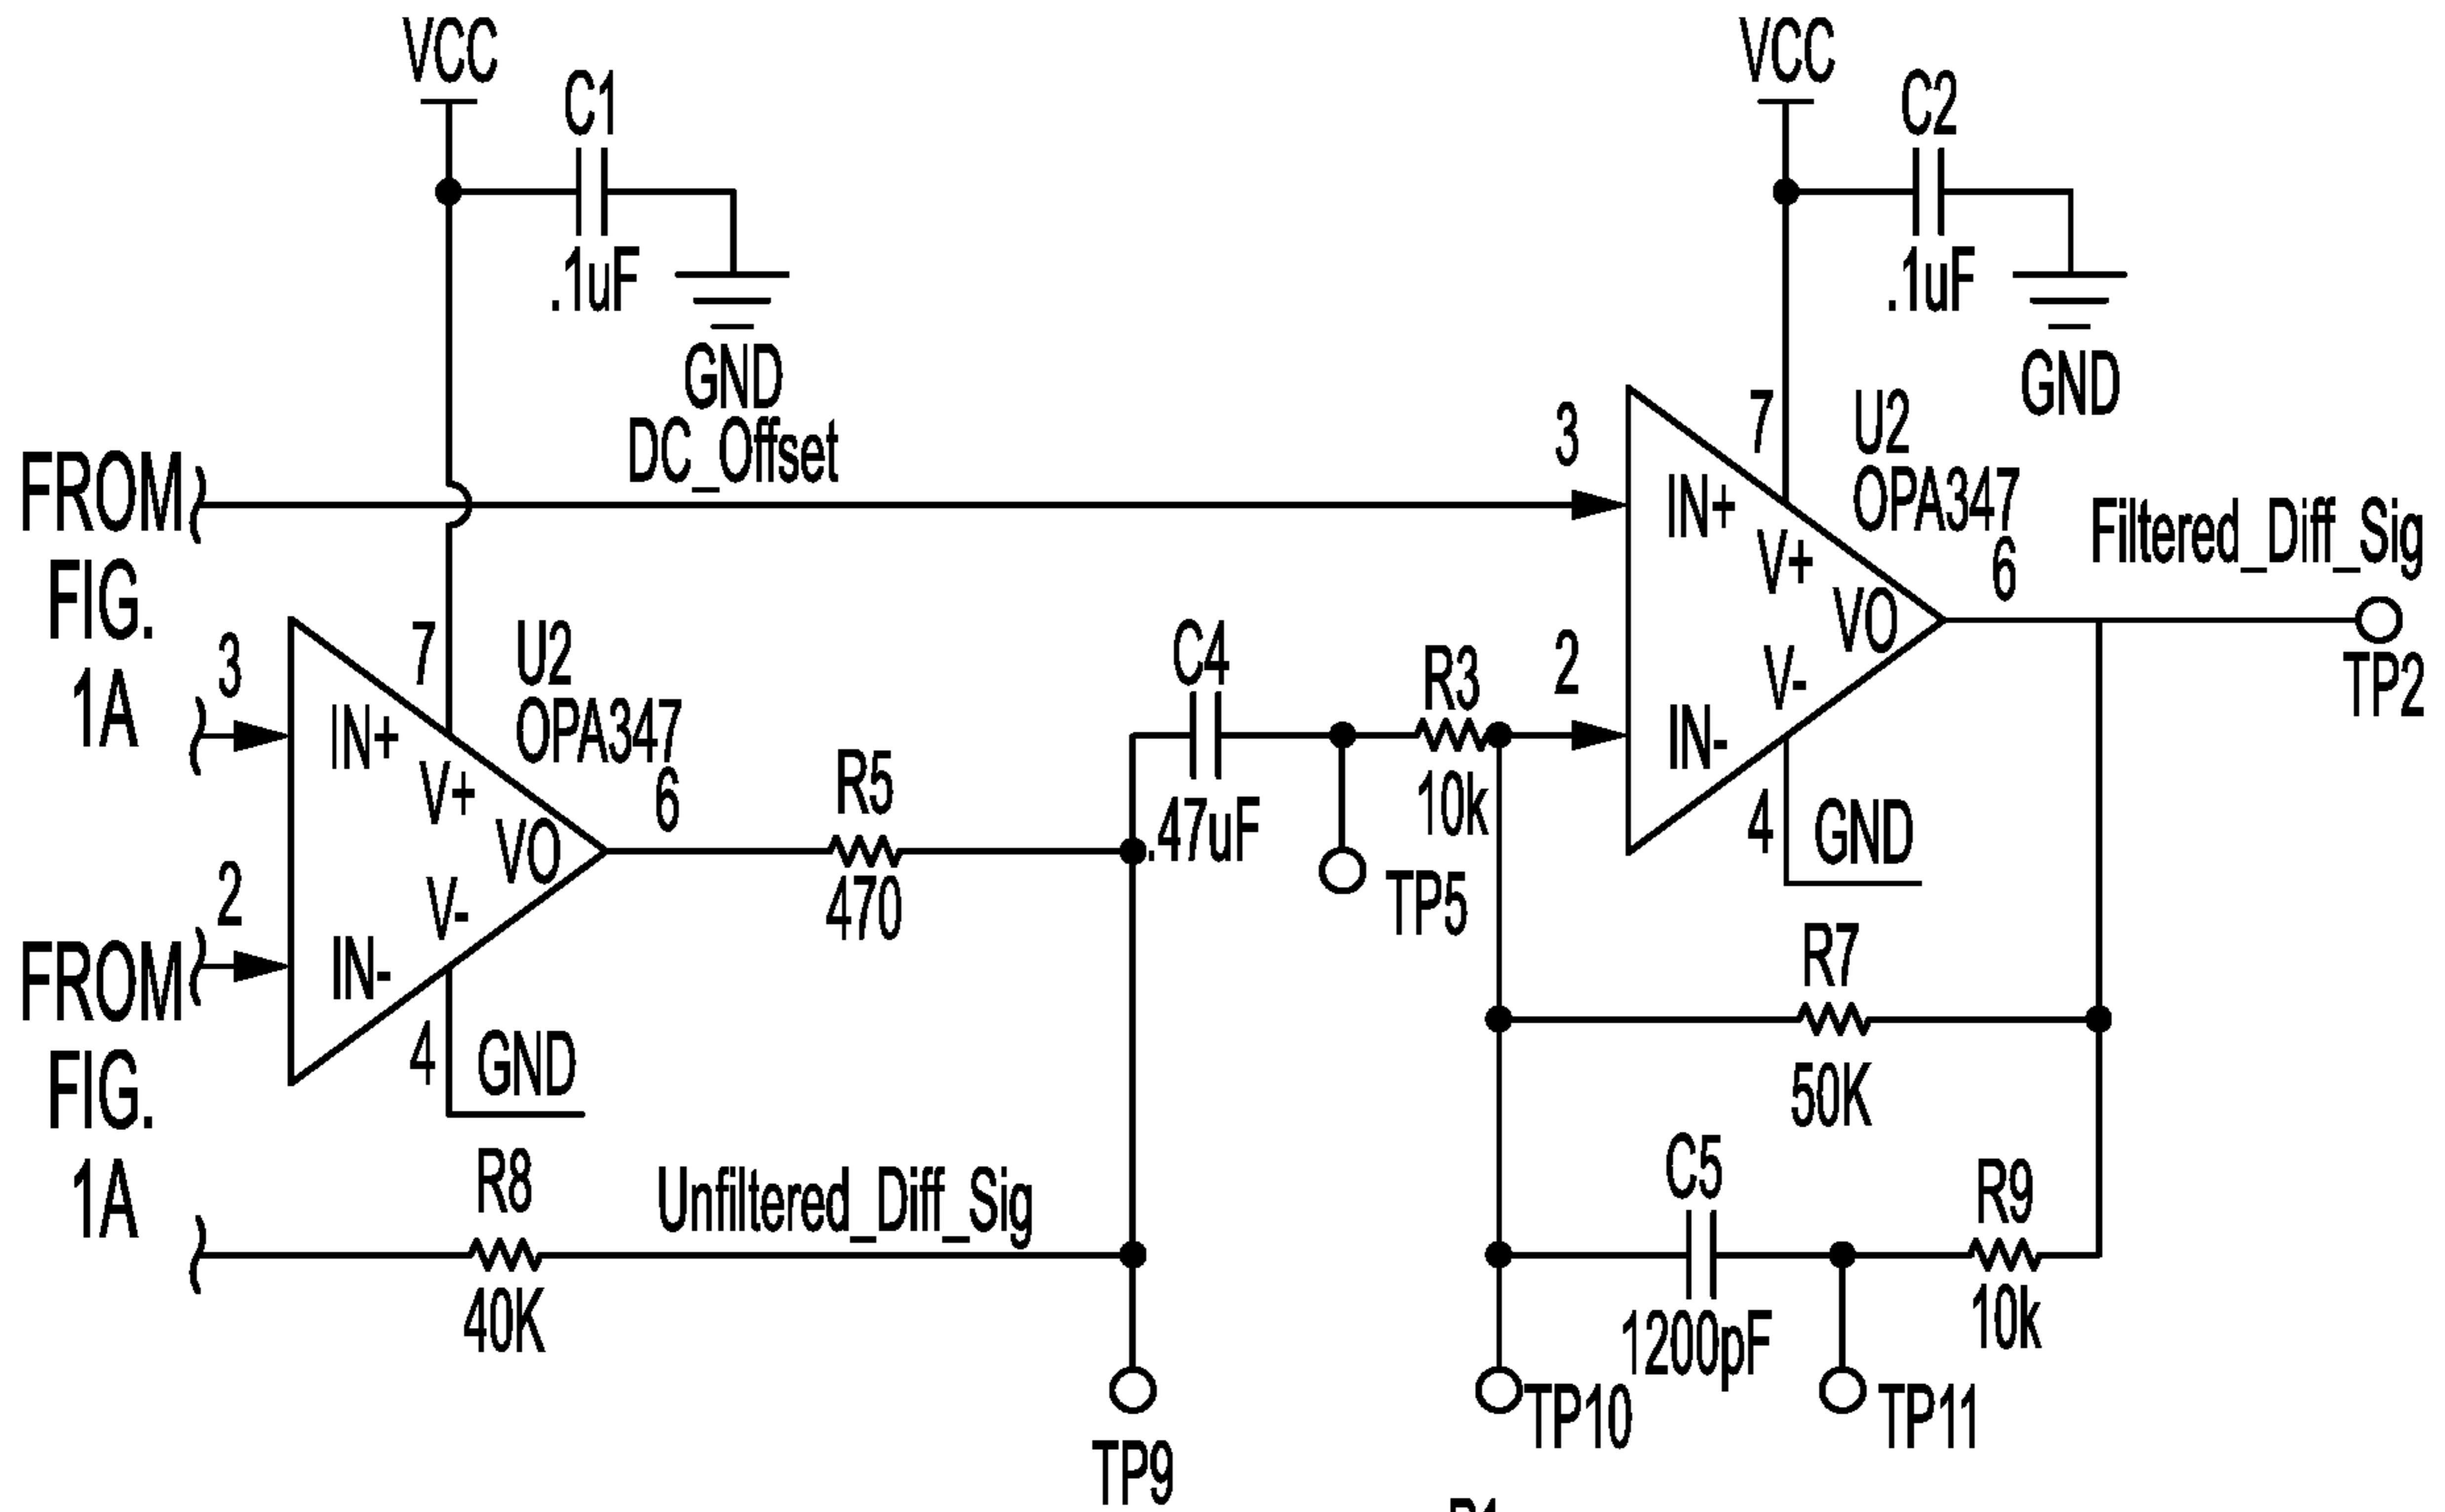 VCC
C1
.1uF
GND
DC_Offset
VCC
C2
.1uF
GND
FROM
FIG.
1A
3
7
U2
OPA347
6
IN+
V+
VO
V-
IN-
2
4
GND
R5
470
C4
.47uF
TP5
R3
10k
3
2
7
U2
OPA347
6
IN+
V+
VO
V-
IN-
4
GND
Filtered_Diff_Sig
TP2
R7
50K
C5
1200pF
R9
10k
TP10
TP11
FROM
FIG.
1A
R8
40K
Unfiltered_Diff_Sig
TP9